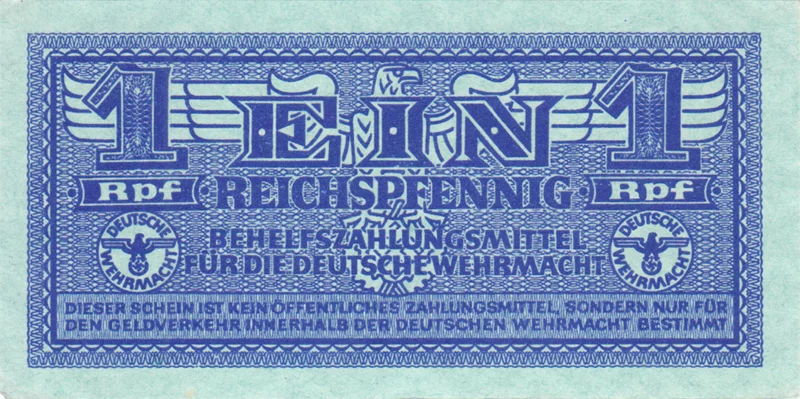 1 EIN 1
Rpf REICHSPFENNIG Rpf
BEHELFSZAHLUNGSMITTEL
FÜR DIE DEUTSCHE WEHRMACHT
DEUTSCHE WEHRMACHT
DEUTSCHE WEHRMACHT
DIESER SCHEIN IST KEIN ÖFFENTLICHES ZAHLUNGSMITTEL, SONDERN NUR FÜR
DEN GELDVERKEHR INNERHALB DER DEUTSCHEN WEHRMACHT BESTIMMT